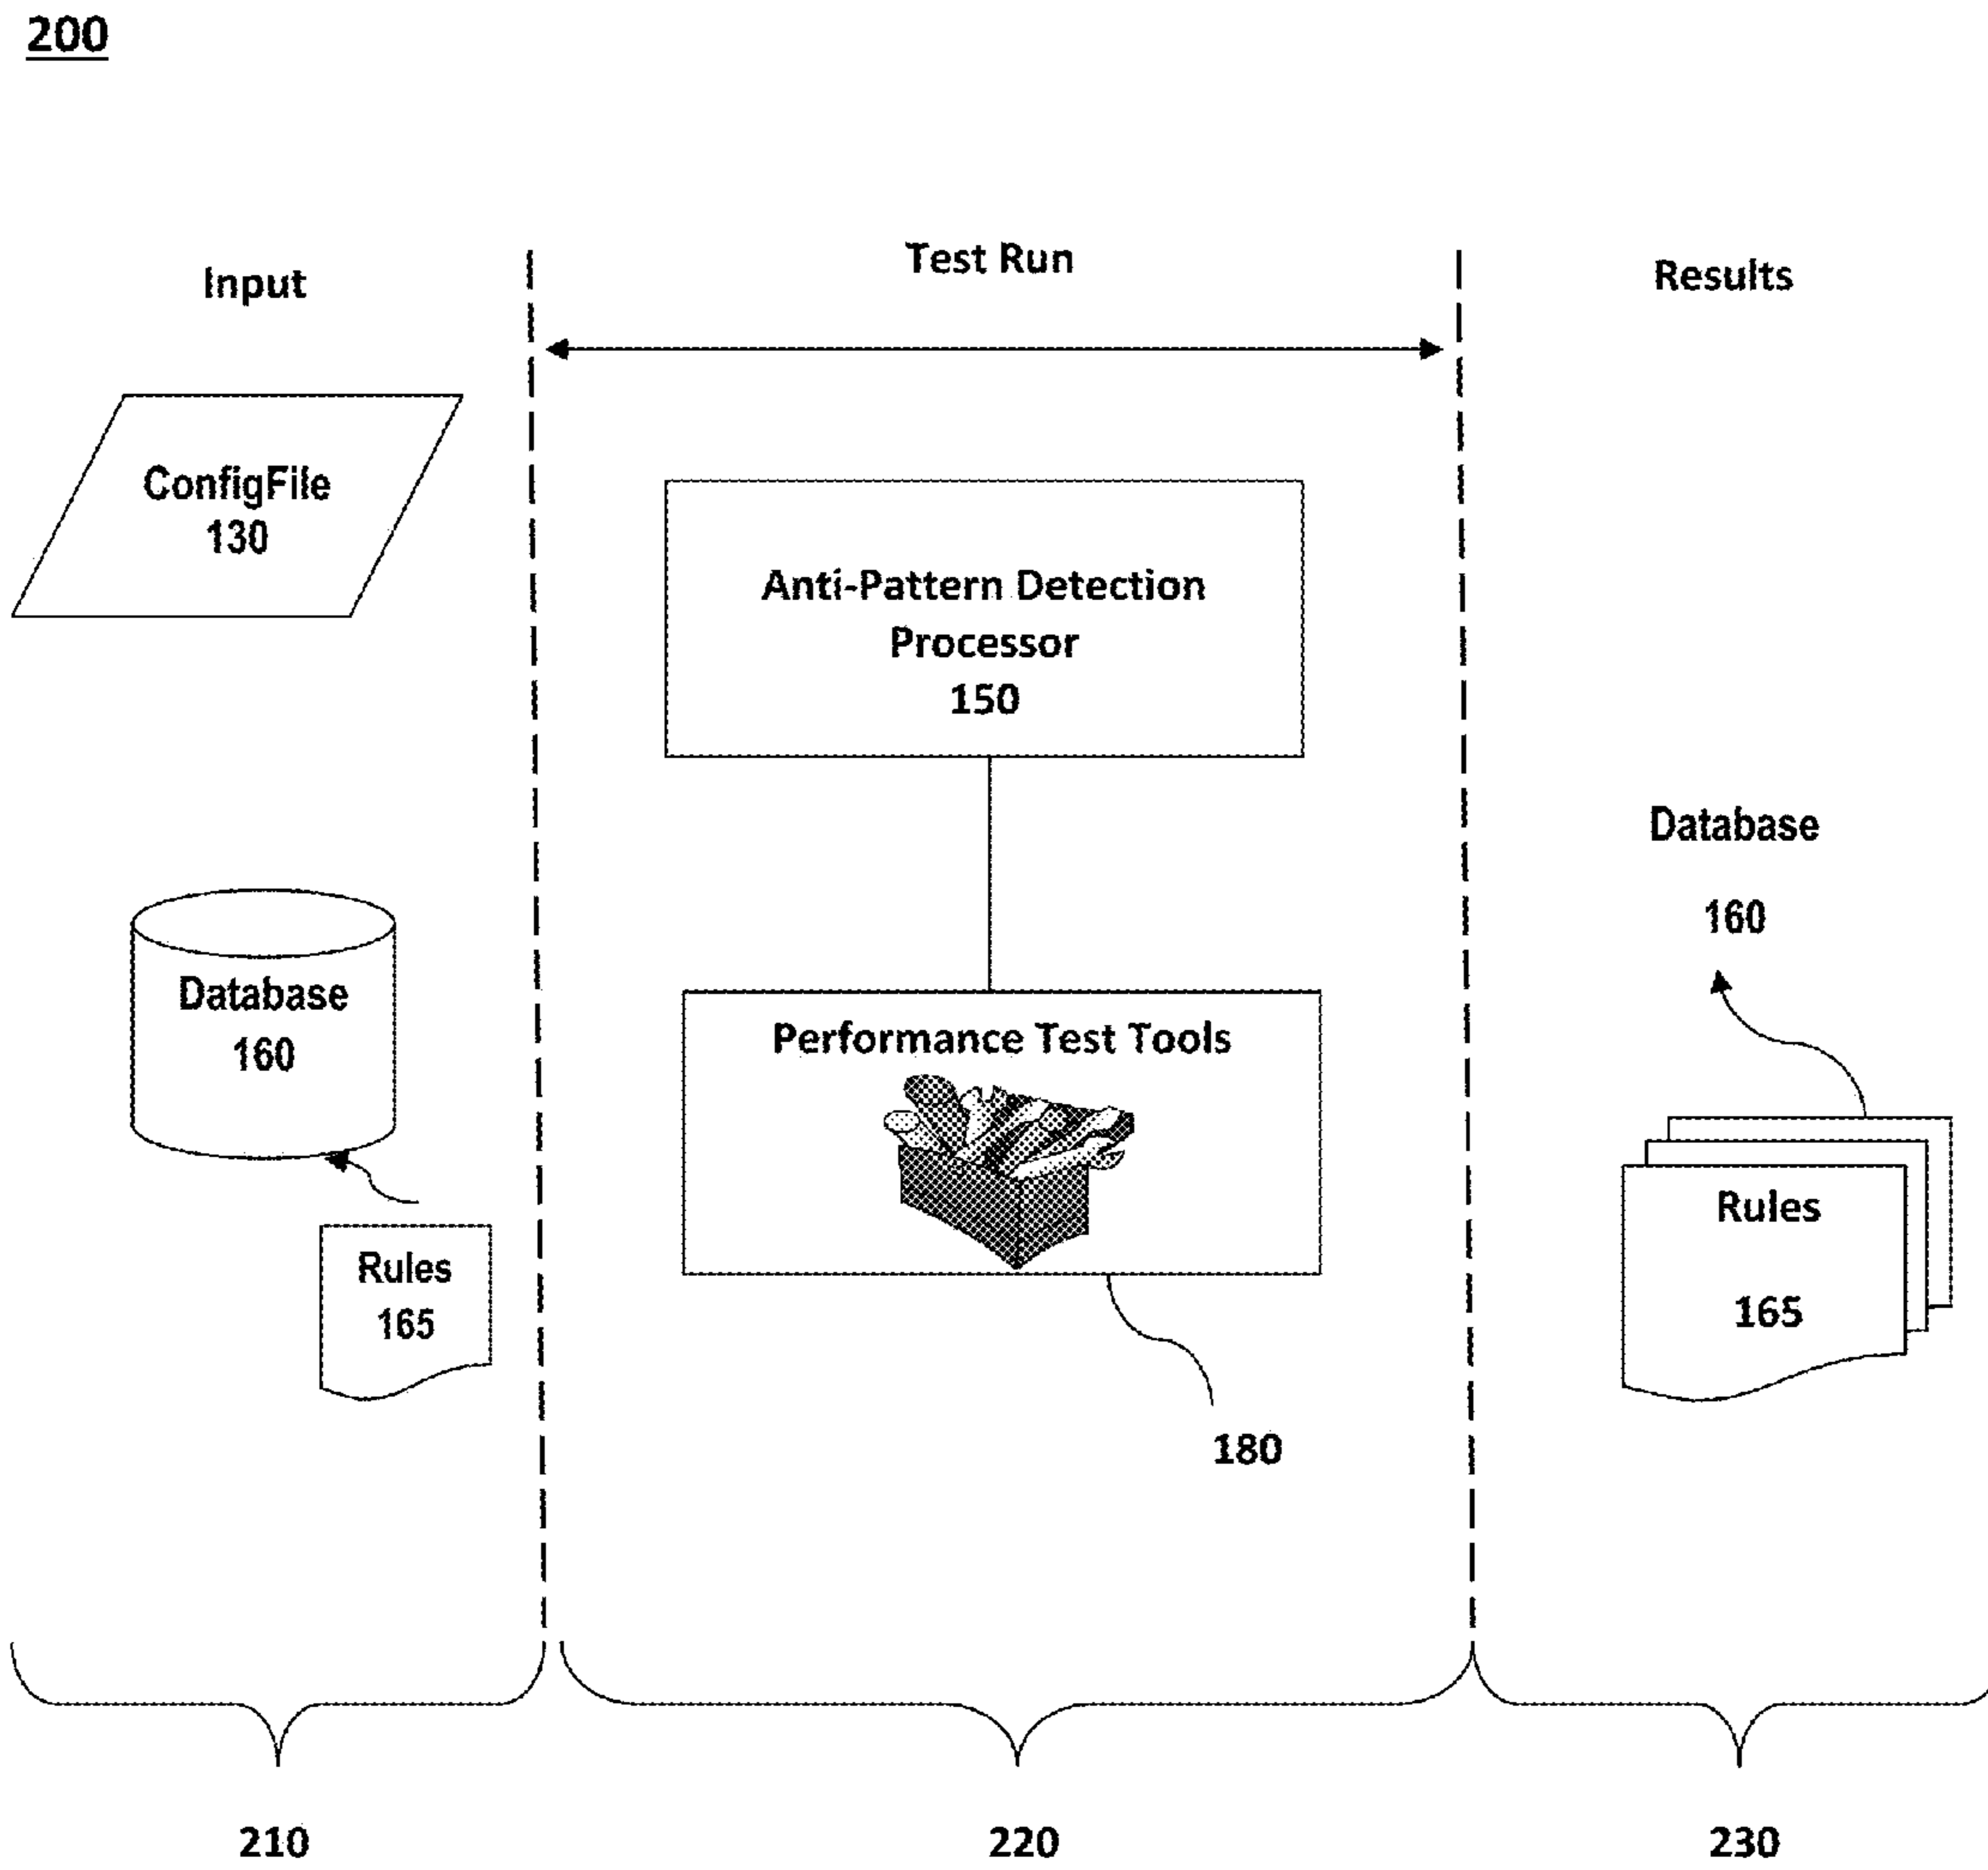 200
Input
Test Run
Results
ConfigFile
130
Anti-Pattern Detection
Processor
150
Database
160
Database
160
Performance Test Tools
Rules
165
Rules
165
180
210
220
230